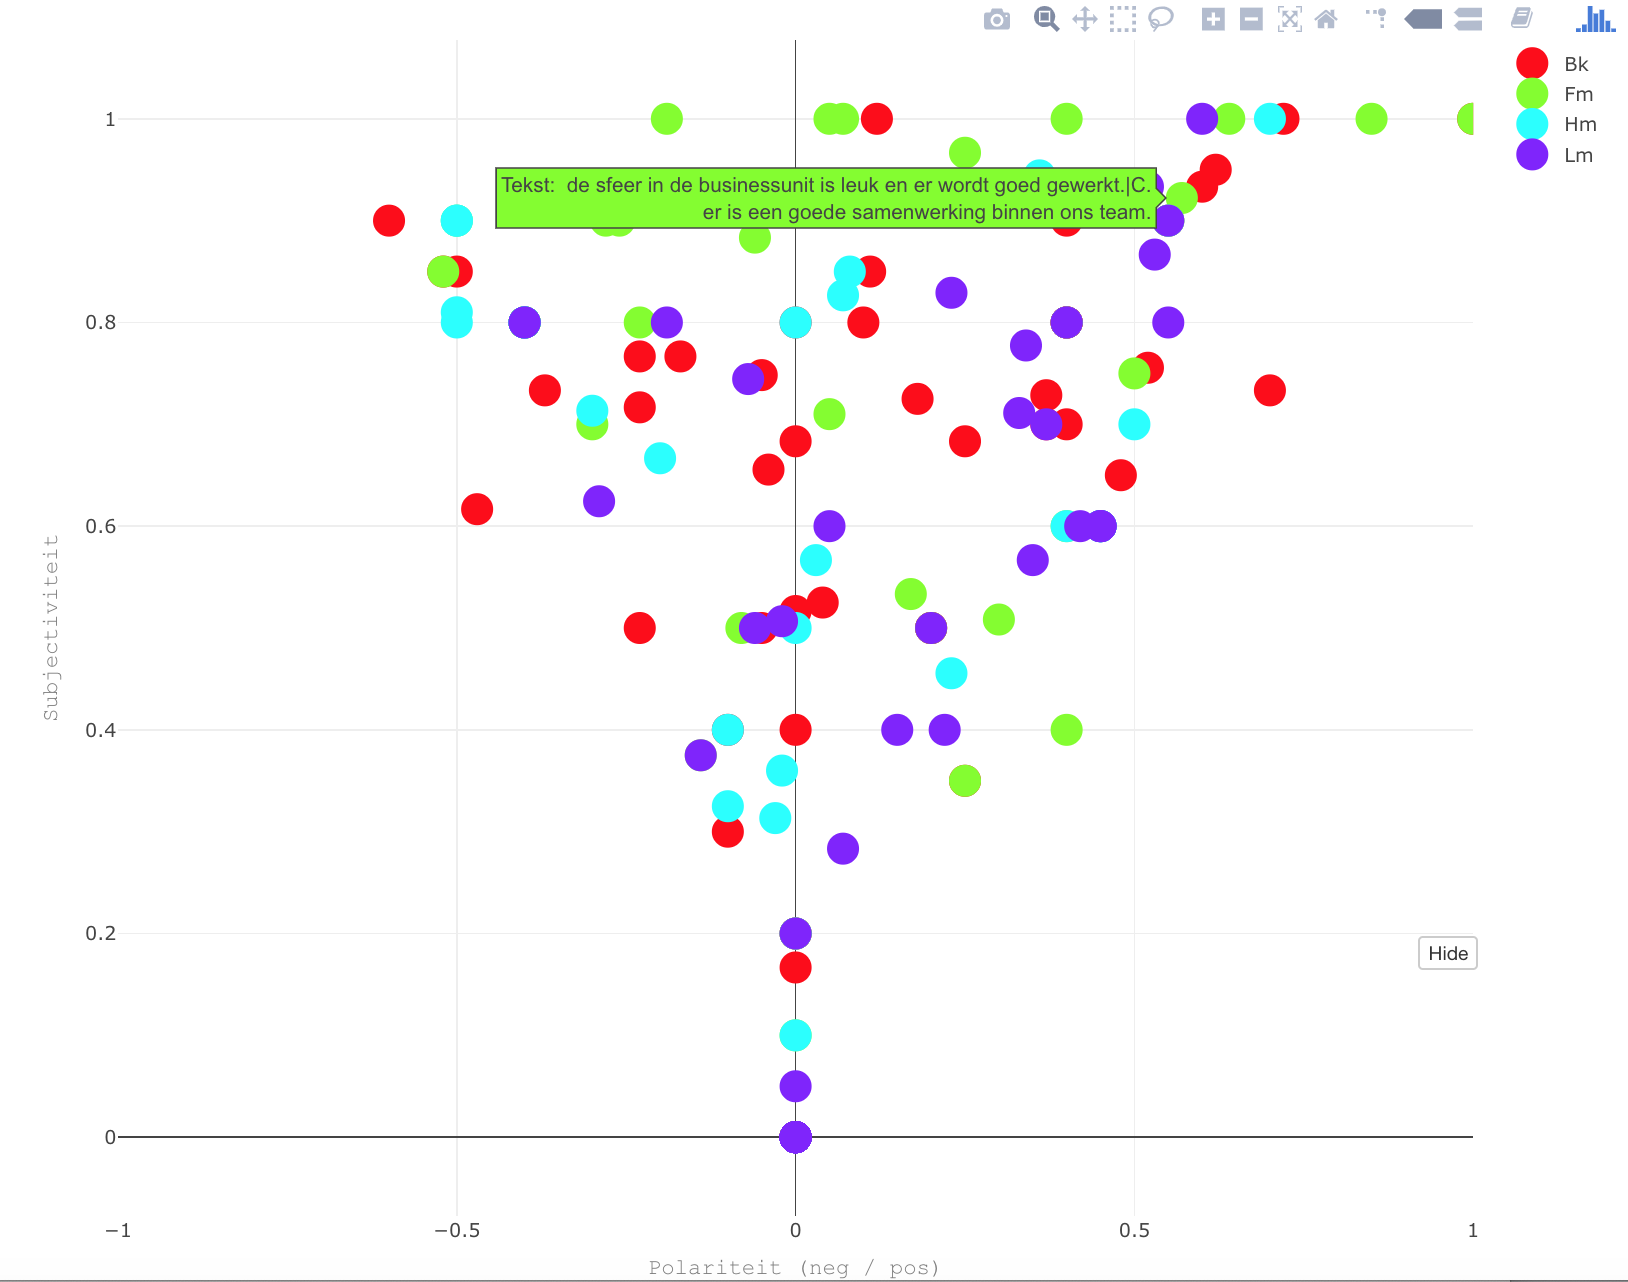 Bk
Fm
Hm
Lm
1
Tekst:  de sfeer in de businessunit is leuk en er wordt goed gewerkt.|C.
er is een goede samenwerking binnen ons team.
0.8
0.6
Subjectiviteit
0.4
0.2
Hide
0
−1
−0.5
0
0.5
1
Polariteit (neg / pos)